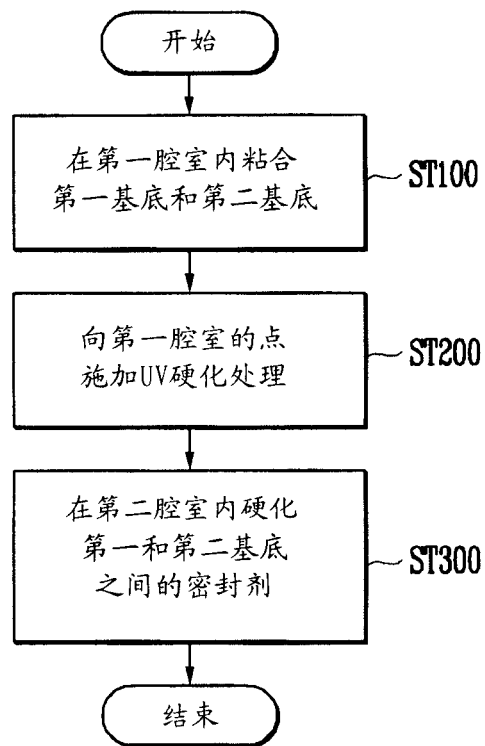 开始
在第一腔室内粘合
第一基底和第二基底
ST100
向第一腔室的点
施加UV硬化处理
ST200
在第二腔室内硬化
第一和第二基底
之间的密封剂
ST300
结束